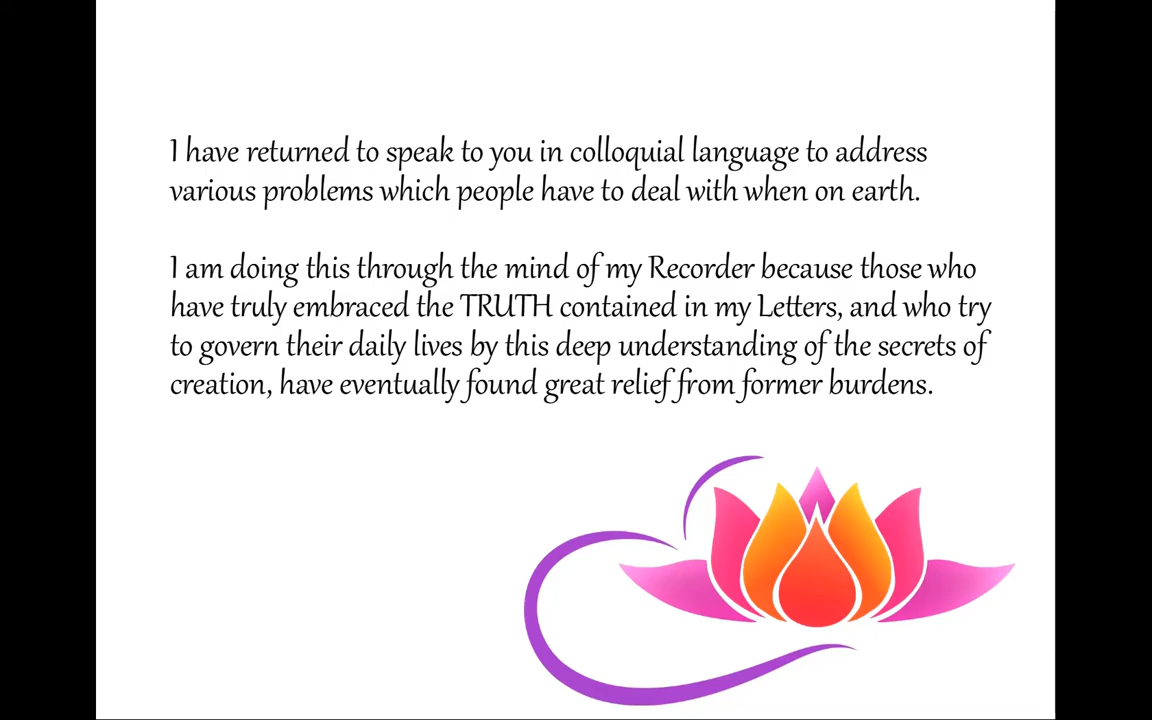 I have returned to speak to you in colloquial language to address
various problems which people have to deal with when on earth.
I am doing this through the mind of my Recorder because those who
have truly embraced the TRUTH contained in my Letters, and who try
to govern their daily lives by this deep understanding of the secrets of
creation, have eventually found great relief from former burdens.